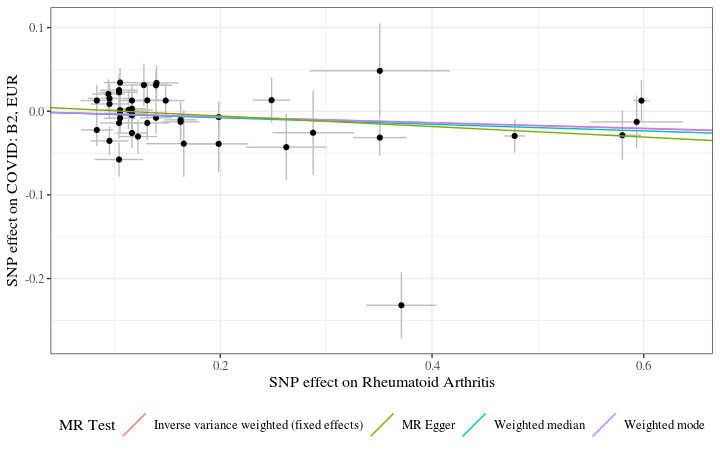 0.1
0.0
-0.1
-0.2
SNP effect on COVID: B2, EUR
0.2 0.4 0.6
SNP effect on Rheumatoid Arthritis
MR Test Inverse variance weighted (fixed effects) MR Egger Weighted median Weighted mode